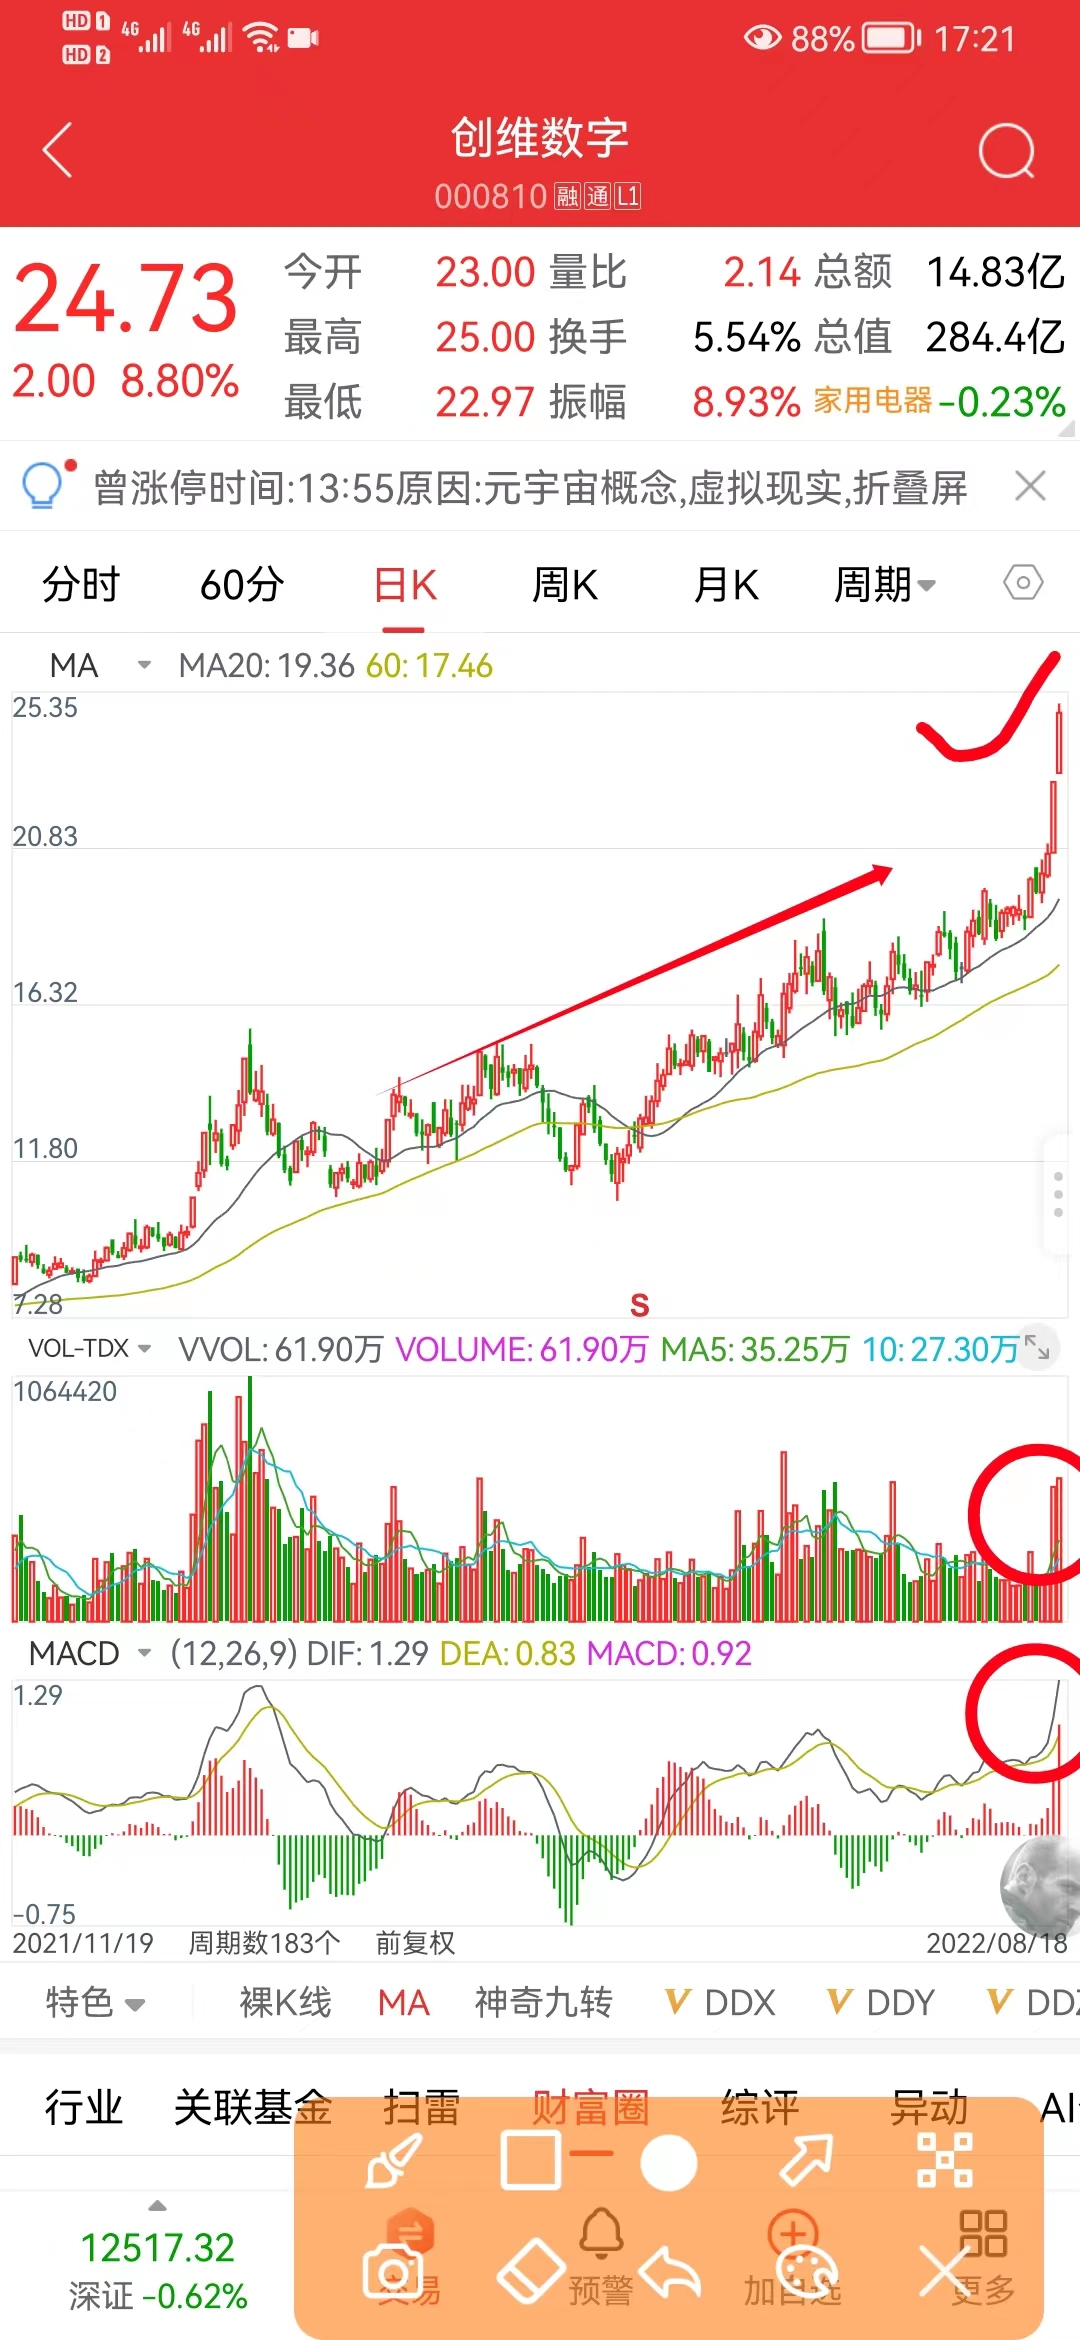 HD 1 4G 4G 88% 17:21
HD 2
创维数字
000810 融 通 L1
24.73 今开 23.00 量比 2.14 总额 14.83亿
最高 25.00 换手 5.54% 总值 284.4亿
2.00 8.80% 最低 22.97 振幅 8.93% 家用电器 -0.23%
曾涨停时间:13:55原因:元宇宙概念,虚拟现实,折叠屏
分时 60分 日K 周K 月K 周期
MA MA20: 19.36 60: 17.46
25.35
20.83
16.32
11.80
7.28
S
VOL-TDX VVOL: 61.90万 VOLUME: 61.90万 MA5: 35.25万 10: 27.30万
1064420
MACD (12,26,9) DIF: 1.29 DEA: 0.83 MACD: 0.92
1.29
-0.75
2021/11/19 周期数183个 前复权 2022/08/18
特色 裸K线 MA 神奇九转 V DDX V DDY V DDZ
行业 关联基金 扫雷 财富圈 综评 异动 AI
12517.32
深证 -0.62% 交易 预警 加自选 更多